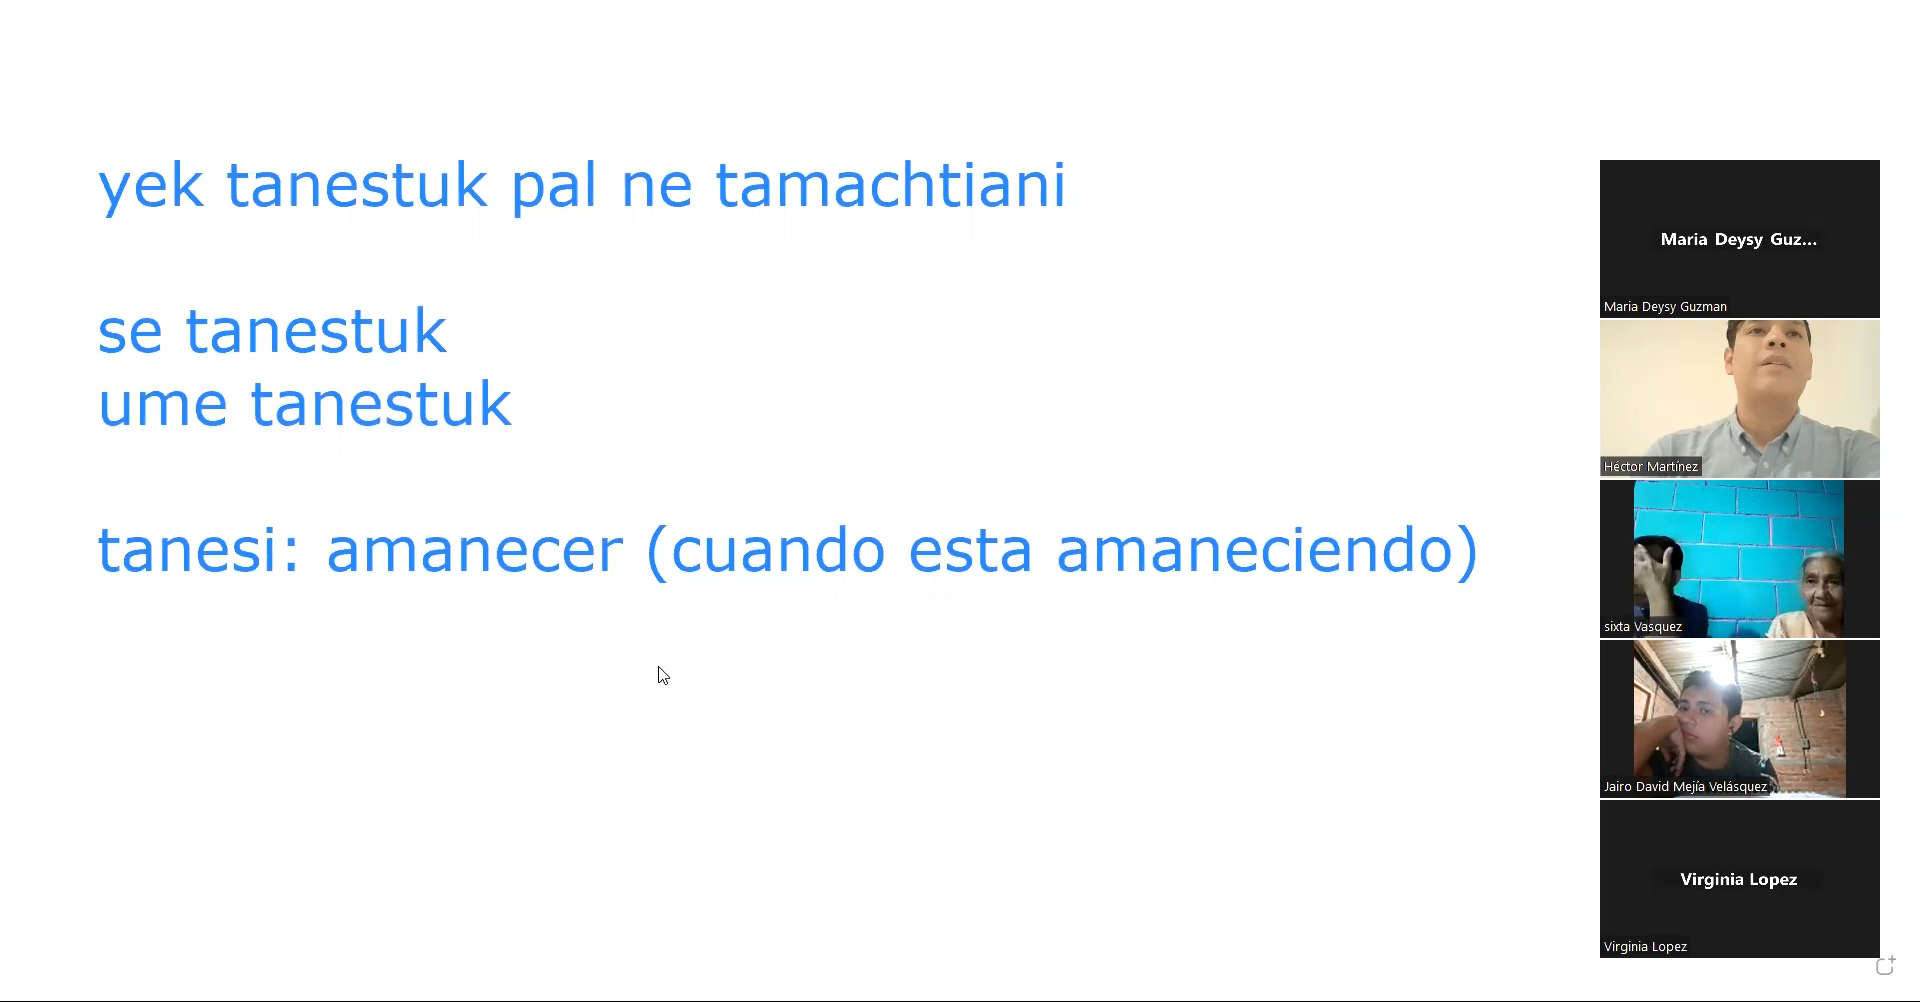 yek tanestuk pal ne tamachtiani
se tanestuk
ume tanestuk
tanesi: amanecer (cuando esta amaneciendo)
Maria Deysy Guz...
Maria Deysy Guzman
Héctor Martínez
sixta Vasquez
Jairo David Mejía Velásquez
Virginia Lopez
Virginia Lopez